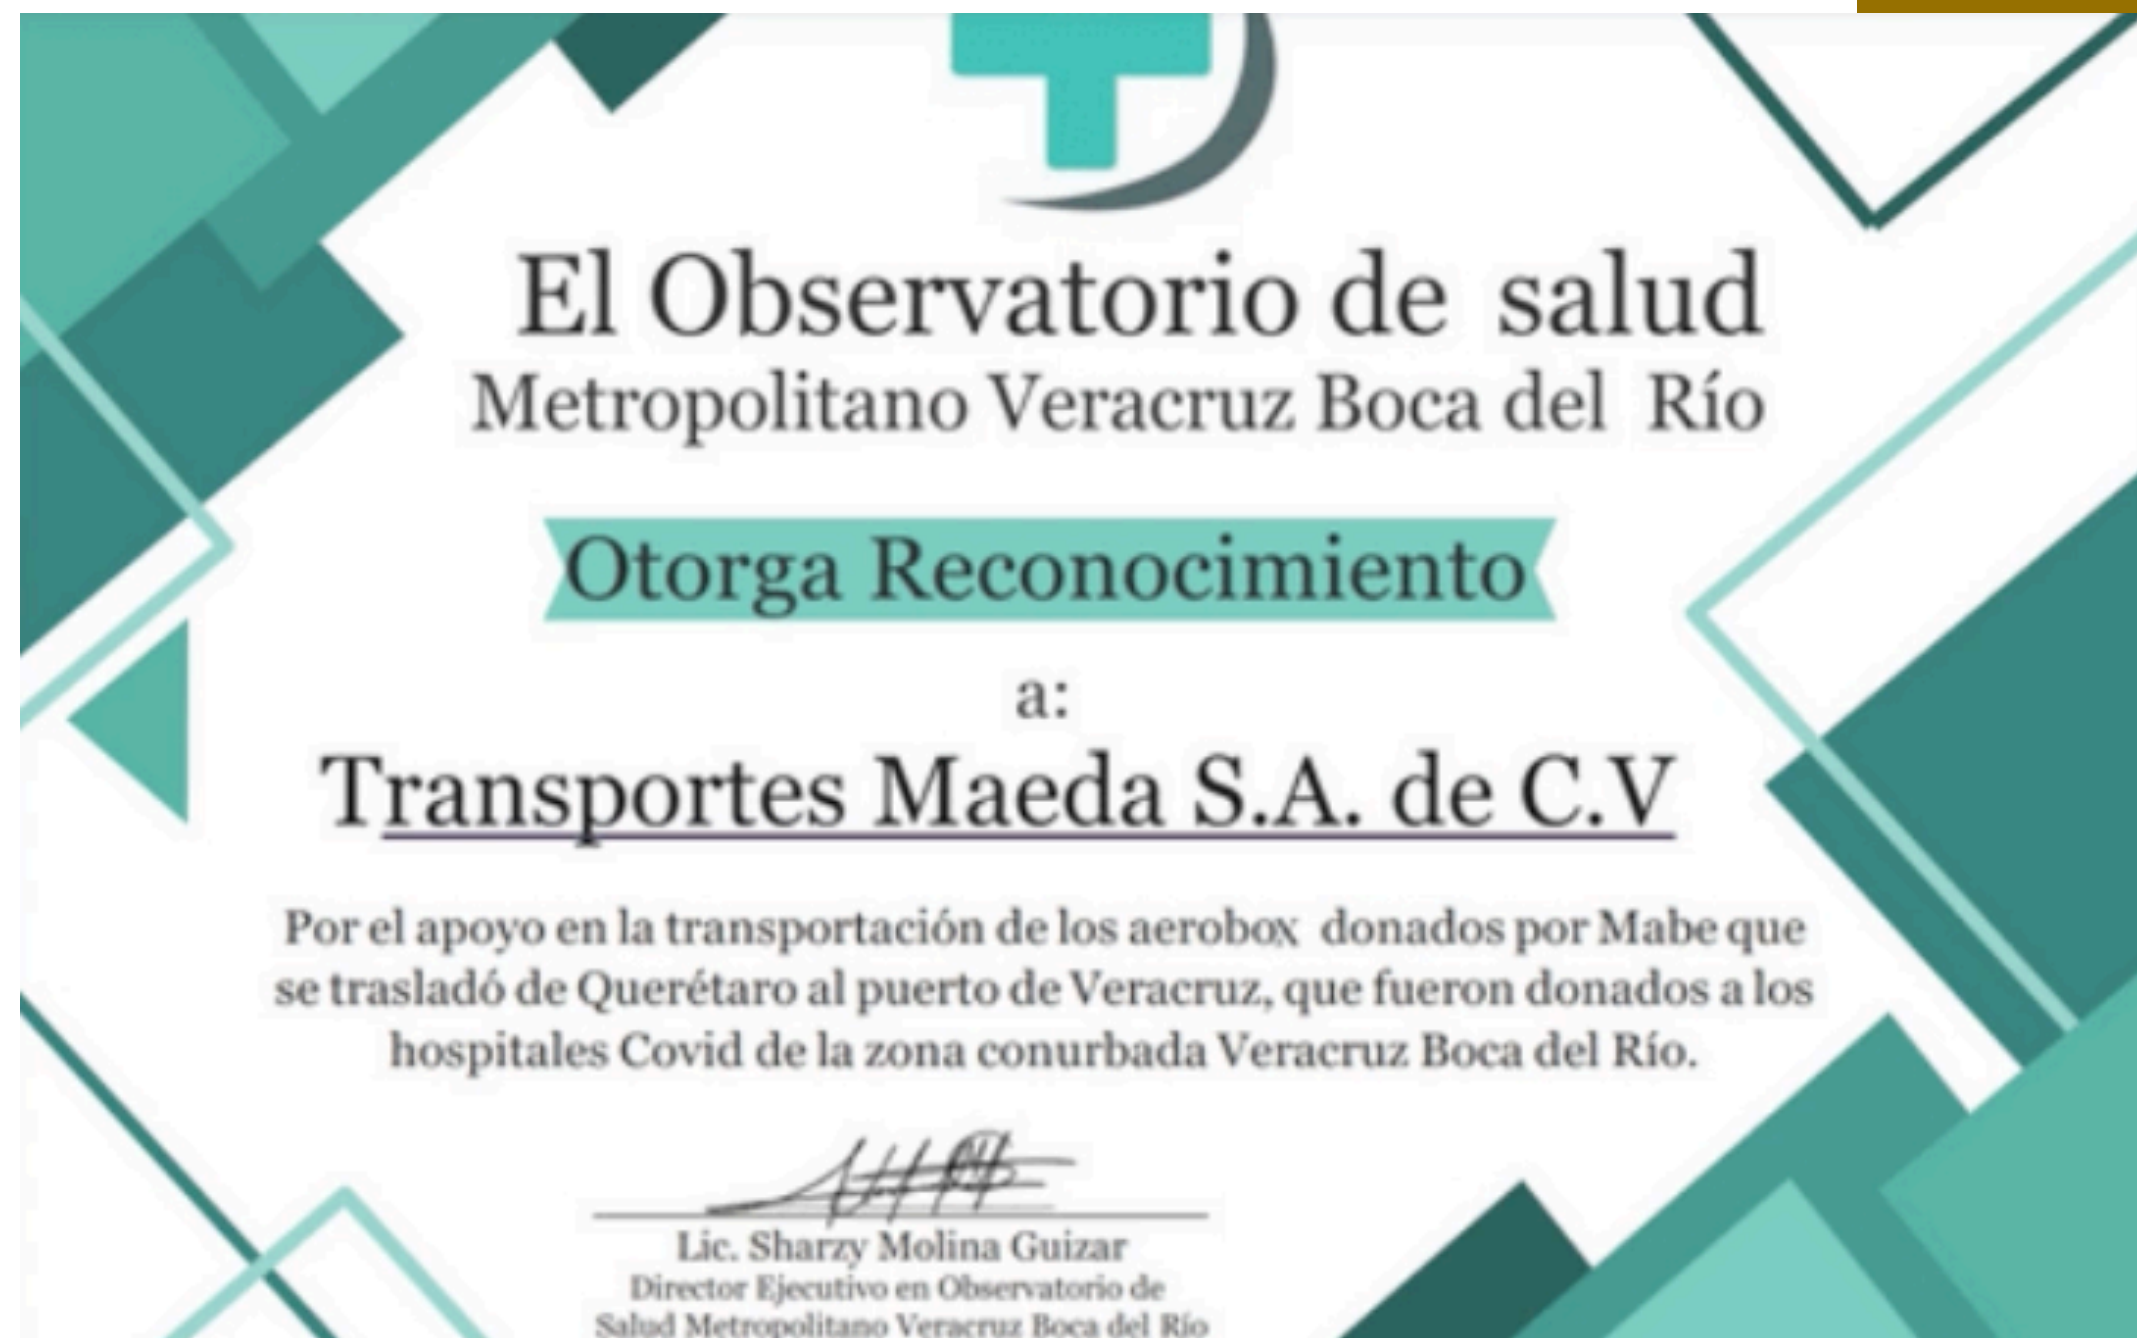 El Observatorio de salud
Metropolitano Veracruz Boca del Río
Otorga Reconocimiento
a:
Transportes Maeda S.A. de C.V
Por el apoyo en la transportación de los aerobox donados por Mabe que
se trasladó de Querétaro al puerto de Veracruz, que fueron donados a los
hospitales Covid de la zona conurbada Veracruz Boca del Río.
Lic. Sharzy Molina Guizar
Director Ejecutivo en Observatorio de
Salud Metropolitano Veracruz Boca del Río